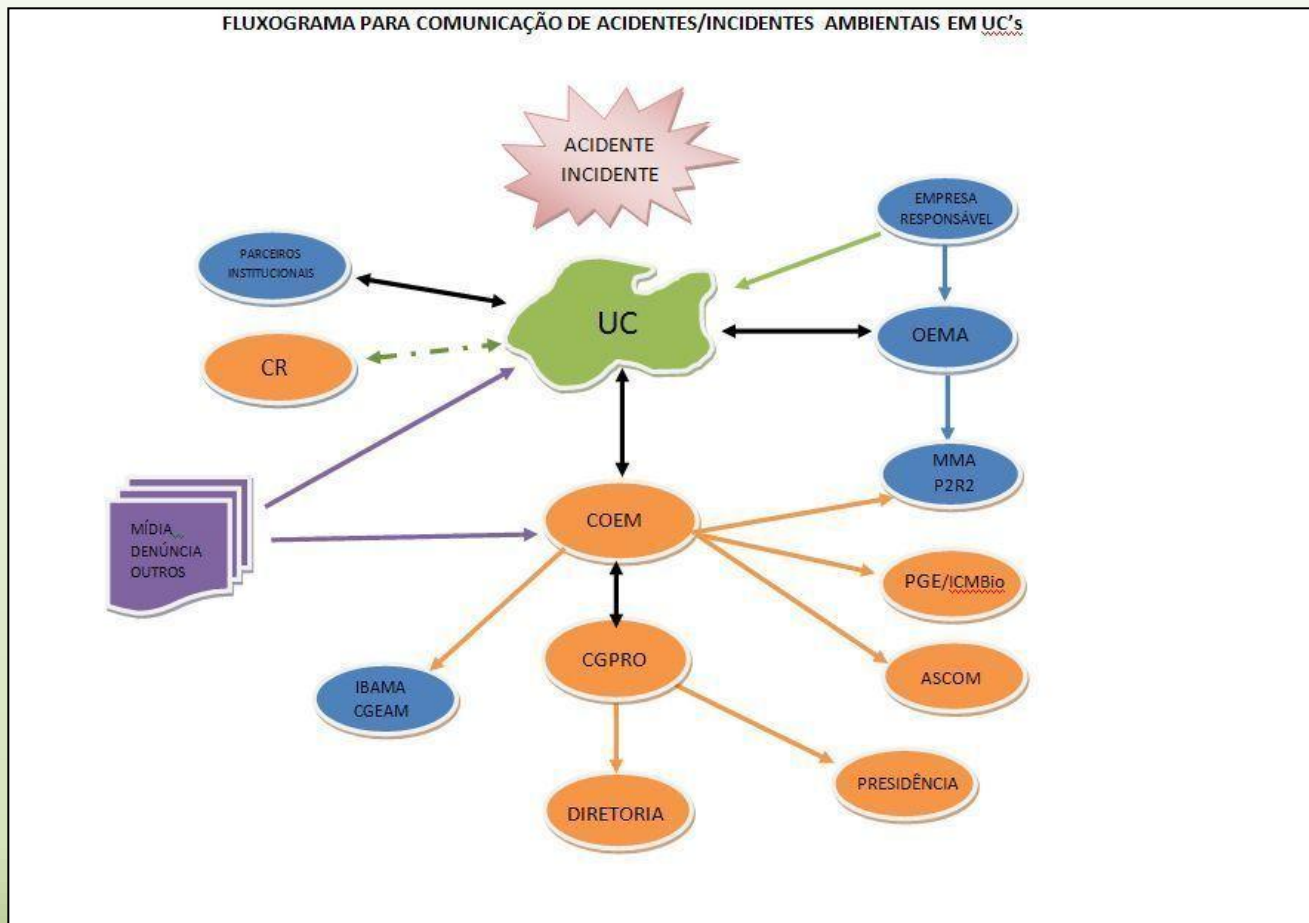 FLUXOGRAMA PARA COMUNICAÇÃO DE ACIDENTES/INCIDENTES AMBIENTAIS EM UC's
ACIDENTE
INCIDENTE
EMPRESA
RESPONSÁVEL
PARCEIROS
INSTITUCIONAIS
UC
OEMA
CR
MMA
P2R2
COEM
MÍDIA
DENÚNCIA
OUTROS
PGE/ICMBio
CGPRO
ASCOM
IBAMA
CGEAM
PRESIDÊNCIA
DIRETORIA